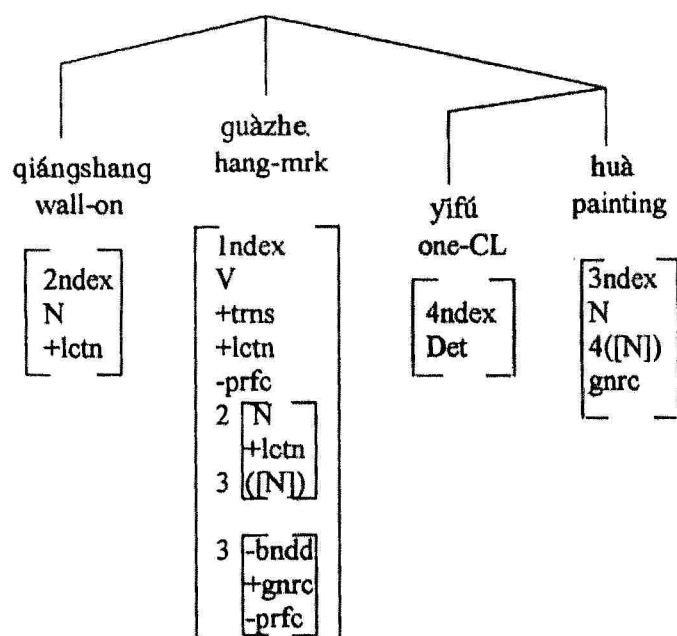 qiángshang
wall-on
2ndex
N
+lctn
guàzhe.
hang-mrk
1ndex
V
+trns
+lctn
-prfc
2 N
+lctn
3 ([N])
3 -bndd
+gnrc
-prfc
yìfú
one-CL
4ndex
Det
huà
painting
3ndex
N
4([N])
gnrc